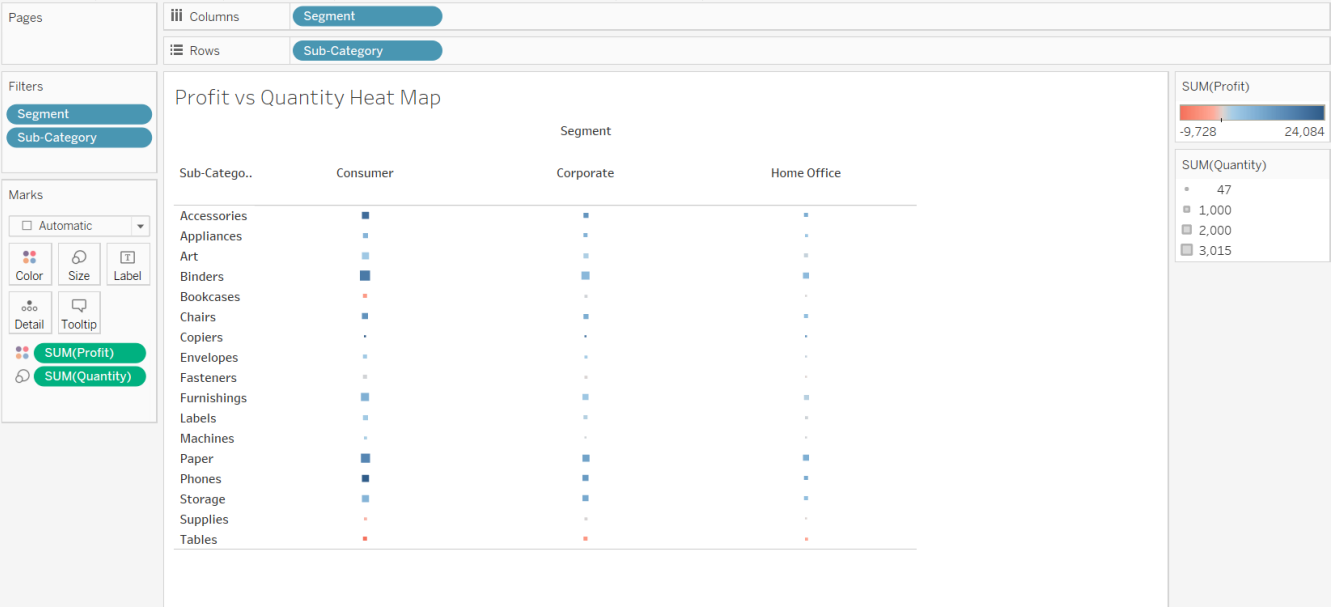 Pages
Columns
Segment
Rows
Sub-Category
Filters
Segment
Sub-Category
Marks
Automatic
Color Size Label
Detail Tooltip
SUM(Profit)
SUM(Quantity)
Profit vs Quantity Heat Map
Segment
Sub-Catego.. Consumer Corporate Home Office
Accessories
Appliances
Art
Binders
Bookcases
Chairs
Copiers
Envelopes
Fasteners
Furnishings
Labels
Machines
Paper
Phones
Storage
Supplies
Tables
SUM(Profit)
-9,728 24,084
SUM(Quantity)
47
1,000
2,000
3,015